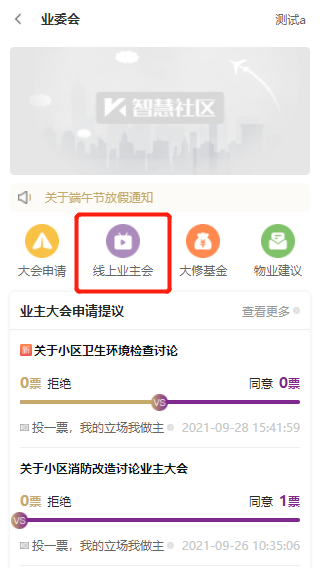 业委会
测试a
智慧社区
关于端午节放假通知
大会申请
线上业主会
大修基金
物业建议
业主大会申请提议
查看更多
新 关于小区卫生环境检查讨论
0票 拒绝
同意 0票
VS
投一票，我的立场我做主
2021-09-28 15:41:59
关于小区消防改造讨论业主大会
0票 拒绝
同意 1票
VS
投一票，我的立场我做主
2021-09-26 10:35:06